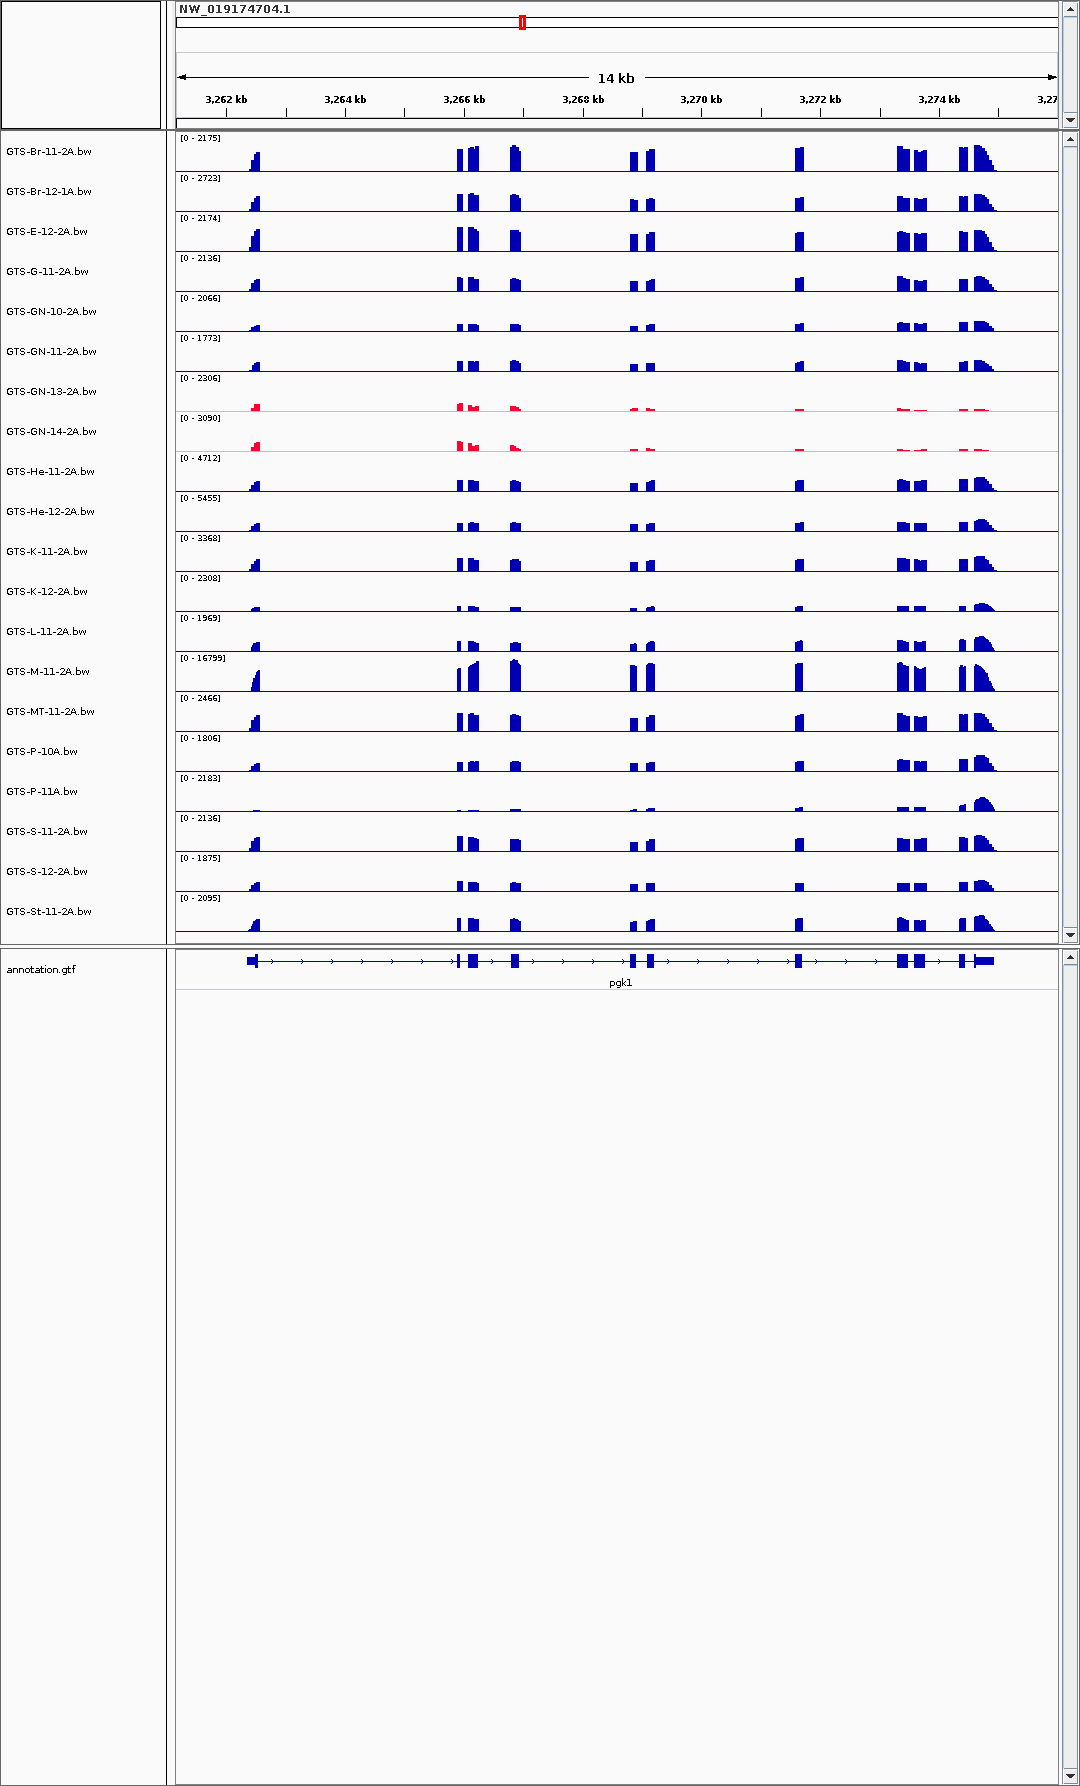 NW_019174704.1
14 kb
3,262 kb 3,264 kb 3,266 kb 3,268 kb 3,270 kb 3,272 kb 3,274 kb 3,27
GTS-Br-11-2A.bw [0 - 2175]
GTS-Br-12-1A.bw [0 - 2723]
GTS-E-12-2A.bw [0 - 2174]
GTS-G-11-2A.bw [0 - 2136]
GTS-GN-10-2A.bw [0 - 2066]
GTS-GN-11-2A.bw [0 - 1773]
GTS-GN-13-2A.bw [0 - 2306]
GTS-GN-14-2A.bw [0 - 3090]
GTS-He-11-2A.bw [0 - 4712]
GTS-He-12-2A.bw [0 - 5455]
GTS-K-11-2A.bw [0 - 3368]
GTS-K-12-2A.bw [0 - 2308]
GTS-L-11-2A.bw [0 - 1969]
GTS-M-11-2A.bw [0 - 16799]
GTS-MT-11-2A.bw [0 - 2466]
GTS-P-10A.bw [0 - 1806]
GTS-P-11A.bw [0 - 2183]
GTS-S-11-2A.bw [0 - 2136]
GTS-S-12-2A.bw [0 - 1875]
GTS-St-11-2A.bw [0 - 2095]
annotation.gtf
pgk1